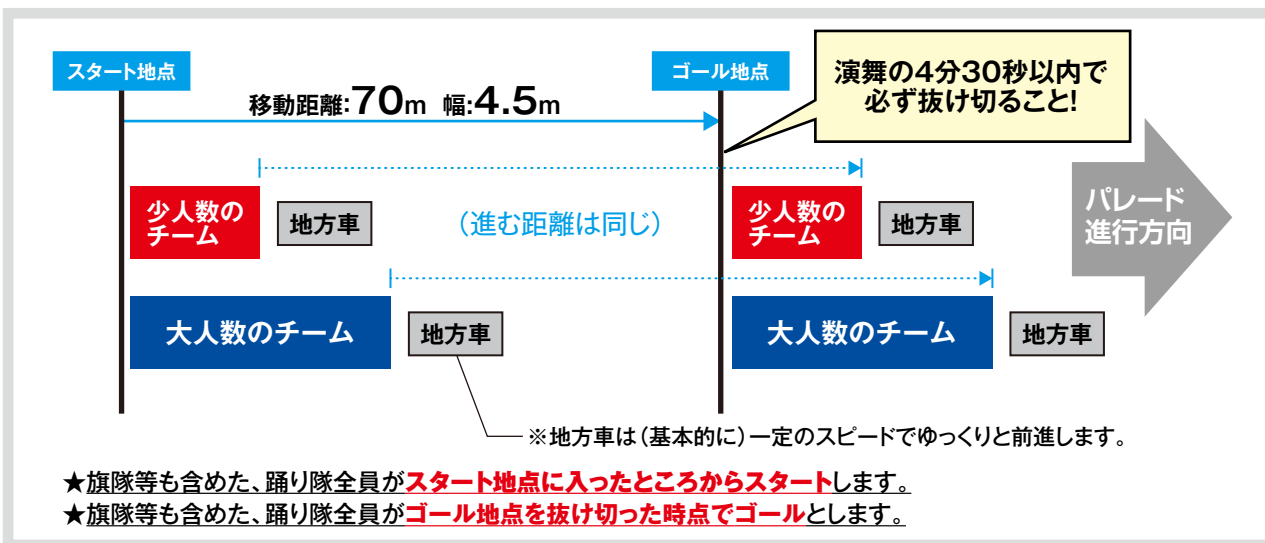 スタート地点
ゴール地点
演舞の4分30秒以内で
必ず抜け切ること!
移動距離:70m 幅:4.5m
少人数の
チーム
地方車
(進む距離は同じ)
少人数の
チーム
地方車
パレード
進行方向
大人数のチーム
地方車
大人数のチーム
地方車
※地方車は(基本的に)一定のスピードでゆっくりと前進します。
★旗隊等も含めた、踊り隊全員がスタート地点に入ったところからスタートします。
★旗隊等も含めた、踊り隊全員がゴール地点を抜け切った時点でゴールとします。